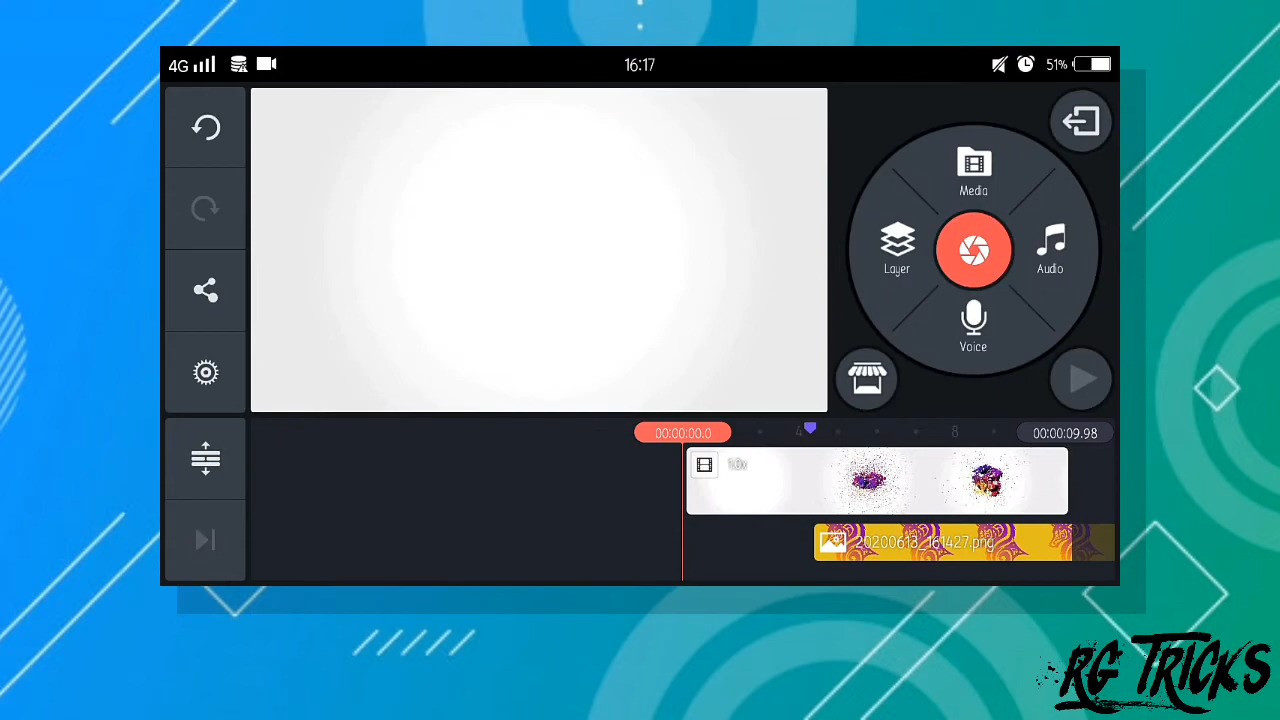 4G
16:17
51%
Media
Layer
Audio
Voice
00:00:00.0
4
8
00:00:09.98
1.0x
20200613_161427.png
RG TRICKS